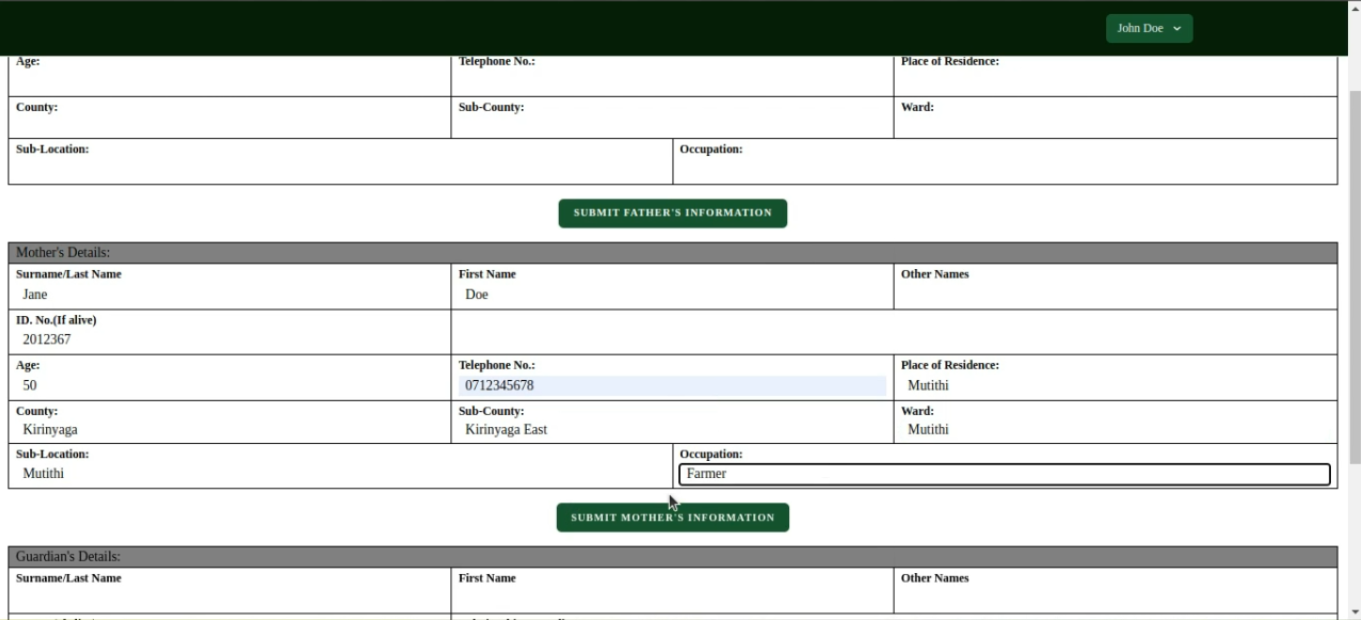 John Doe
Age: Telephone No.: Place of Residence:
County: Sub-County: Ward:
Sub-Location: Occupation:
SUBMIT FATHER'S INFORMATION
Mother's Details:
Surname/Last Name First Name Other Names
Jane Doe
ID. No.(If alive)
2012367
Age: Telephone No.: Place of Residence:
50 0712345678 Mutithi
County: Sub-County: Ward:
Kirinyaga Kirinyaga East Mutithi
Sub-Location: Occupation:
Mutithi Farmer
SUBMIT MOTHER'S INFORMATION
Guardian's Details:
Surname/Last Name First Name Other Names